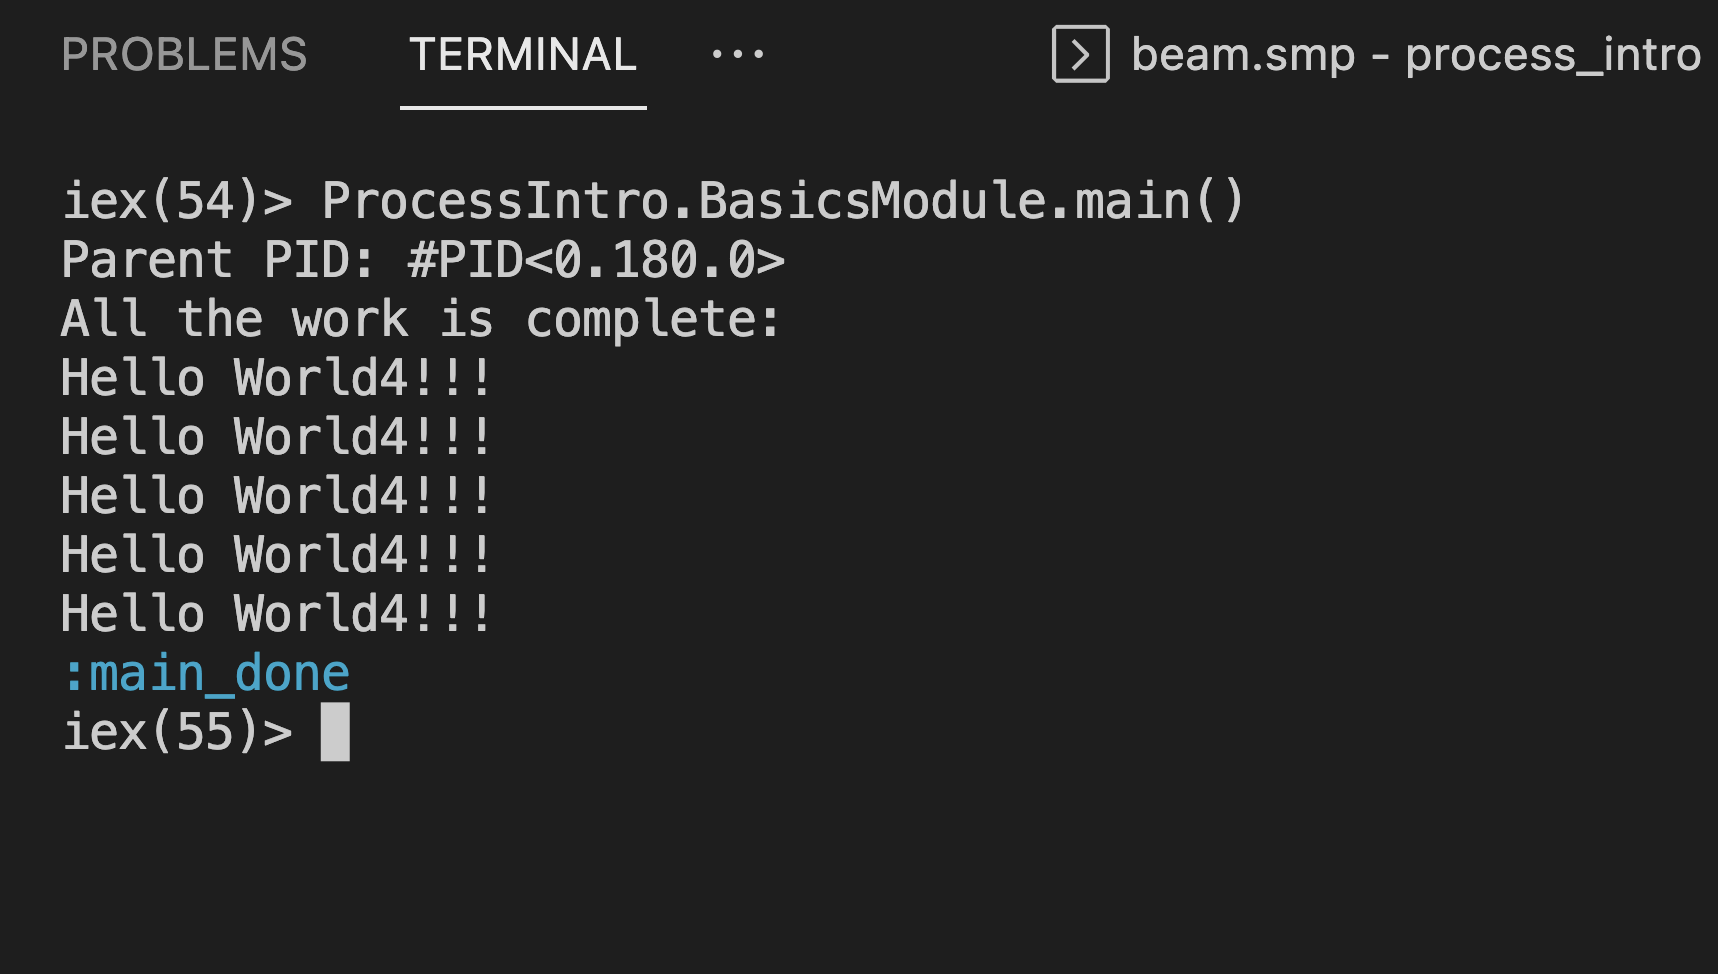 PROBLEMS TERMINAL ··· beam.smp - process_intro
iex(54)> ProcessIntro.BasicsModule.main()
Parent PID: #PID<0.180.0>
All the work is complete:
Hello World4!!!
Hello World4!!!
Hello World4!!!
Hello World4!!!
Hello World4!!!
:main_done
iex(55)>